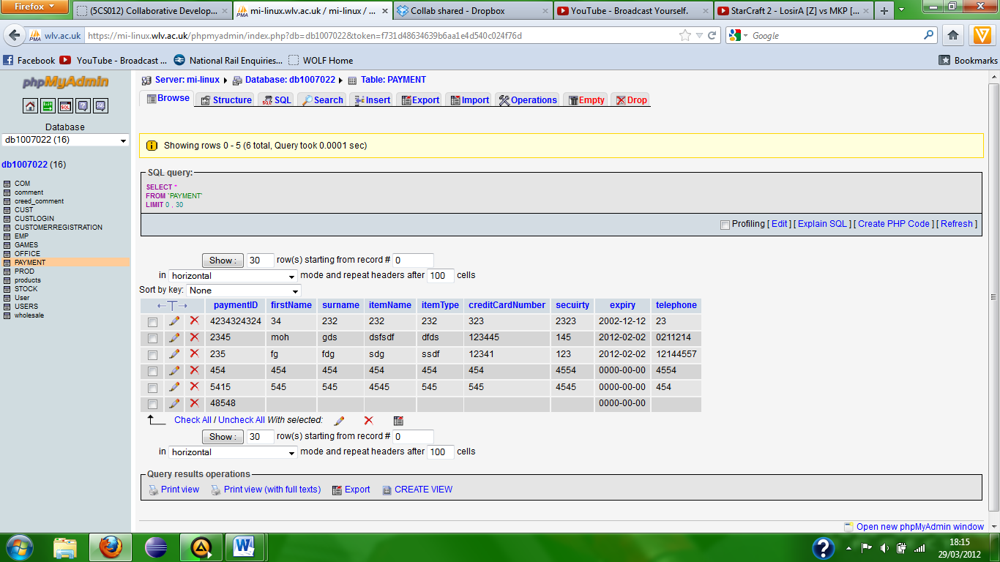 Firefox
(5CS012) Collaborative Develop...
mi-linux.wlv.ac.uk / mi-linux / ...
Collab shared - Dropbox
YouTube - Broadcast Yourself.
StarCraft 2 - LosirA [Z] vs MKP [...
wlv.ac.uk
https://mi-linux.wlv.ac.uk/phpmyadmin/index.php?db=db1007022&token=f731d48634639b6aa1e4d540c024f76d
Google
Facebook
YouTube - Broadcast ...
National Rail Enquiries...
WOLF Home
Bookmarks
phpMyAdmin
Database
db1007022 (16)
db1007022 (16)
COM
comment
creed_comment
CUST
CUSTLOGIN
CUSTOMERREGISTRATION
EMP
GAMES
OFFICE
PAYMENT
PROD
products
STOCK
User
USERS
wholesale
Server: mi-linux Database: db1007022 Table: PAYMENT
Browse Structure SQL Search Insert Export Import Operations Empty Drop
Showing rows 0 - 5 (6 total, Query took 0.0001 sec)
SQL query:
SELECT *
FROM `PAYMENT`
LIMIT 0 , 30
Profiling [ Edit ] [ Explain SQL ] [ Create PHP Code ] [ Refresh ]
Show : 30 row(s) starting from record # 0
in horizontal mode and repeat headers after 100 cells
Sort by key: None
←T→ paymentID firstName surname itemName itemType creditCardNumber secuirty expiry telephone
4234324324 34 232 232 232 323 2323 2002-12-12 23
2345 moh gds dsfsdf dfds 123445 145 2012-02-02 0211214
235 fg fdg sdg ssdf 12341 123 2012-02-02 12144557
454 454 454 454 454 454 4554 0000-00-00 4554
5415 545 545 4545 545 545 4545 0000-00-00 454
48548 0000-00-00
Check All / Uncheck All With selected:
Show : 30 row(s) starting from record # 0
in horizontal mode and repeat headers after 100 cells
Query results operations
Print view Print view (with full texts) Export CREATE VIEW
Open new phpMyAdmin window
18:15
29/03/2012